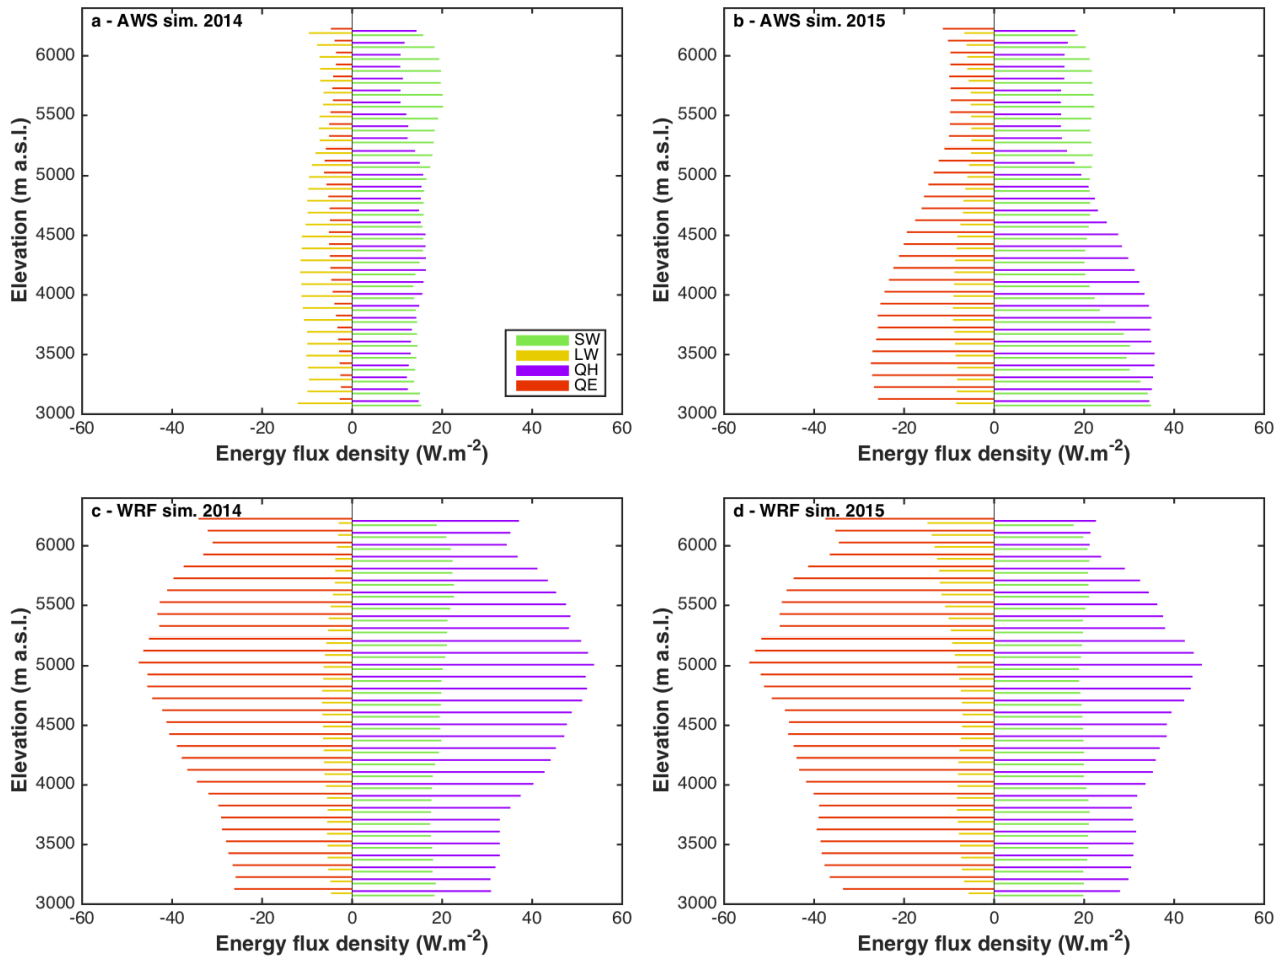 a - AWS sim. 2014
6000
5500
5000
4500
4000
3500
3000
Elevation (m a.s.l.)
-60 -40 -20 0 20 40 60
Energy flux density (W.m-2)
SW
LW
QH
QE
b - AWS sim. 2015
6000
5500
5000
4500
4000
3500
3000
Elevation (m a.s.l.)
-60 -40 -20 0 20 40 60
Energy flux density (W.m-2)
c - WRF sim. 2014
6000
5500
5000
4500
4000
3500
3000
Elevation (m a.s.l.)
-60 -40 -20 0 20 40 60
Energy flux density (W.m-2)
d - WRF sim. 2015
6000
5500
5000
4500
4000
3500
3000
Elevation (m a.s.l.)
-60 -40 -20 0 20 40 60
Energy flux density (W.m-2)